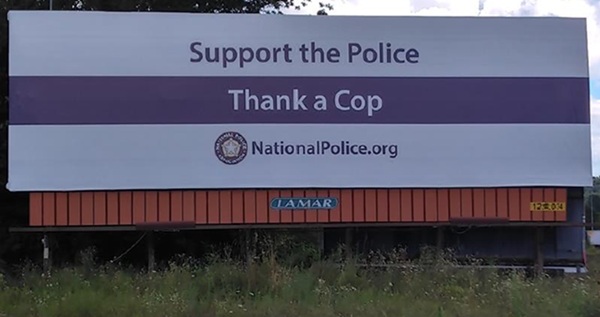 Support the Police
Thank a Cop
NationalPolice.org
LAMAR